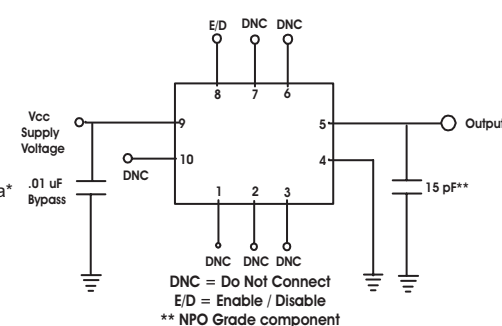 E/D DNC DNC
8 7 6
Vcc
Supply
Voltage
9
5
Output
10
4
DNC
a*
.01 uF
Bypass
15 pF**
1 2 3
DNC DNC DNC
DNC = Do Not Connect
E/D = Enable / Disable
** NPO Grade component